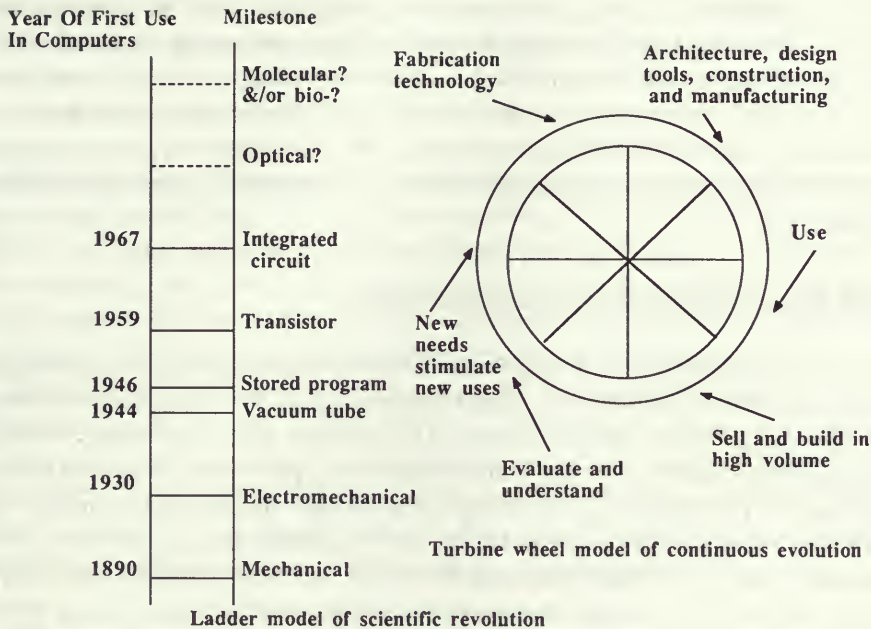 Year Of First Use
In Computers
Milestone
Molecular?
&/or bio-?
Optical?
1967
Integrated
circuit
1959
Transistor
1946
Stored program
1944
Vacuum tube
1930
Electromechanical
1890
Mechanical
Ladder model of scientific revolution
Fabrication
technology
Architecture, design
tools, construction,
and manufacturing
Use
New
needs
stimulate
new uses
Sell and build in
high volume
Evaluate and
understand
Turbine wheel model of continuous evolution